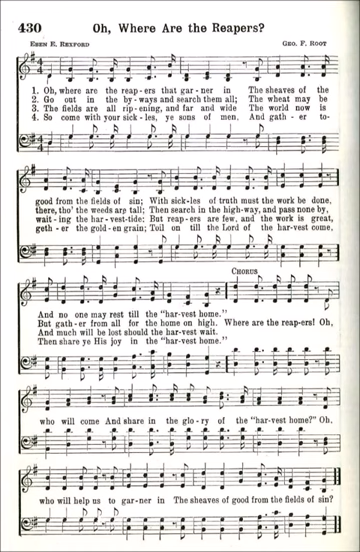 430 Oh, Where Are the Reapers?
EBEN E. REXFORD GEO. F. ROOT
1. Oh, where are the reap-ers that gar-ner in The sheaves of the
2. Go out in the by-ways and search them all; The wheat may be
3. The fields are all rip-ening, and far and wide The world now is
4. So come with your sick-les, ye sons of men, And gath-er to-
good from the fields of sin; With sick-les of truth must the work be done,
there, tho' the weeds are tall; Then search in the high-way, and pass none by,
wait-ing the har-vest-tide: But reap-ers are few, and the work is great,
geth-er the gold-en grain; Toil on till the Lord of the har-vest come,
CHORUS
And no one may rest till the "har-vest home."
But gath-er from all for the home on high. Where are the reap-ers! Oh,
And much will be lost should the har-vest wait.
Then share ye His joy in the "har-vest home."
who will come And share in the glo-ry of the "har-vest home?" Oh,
who will help us to gar-ner in The sheaves of good from the fields of sin?